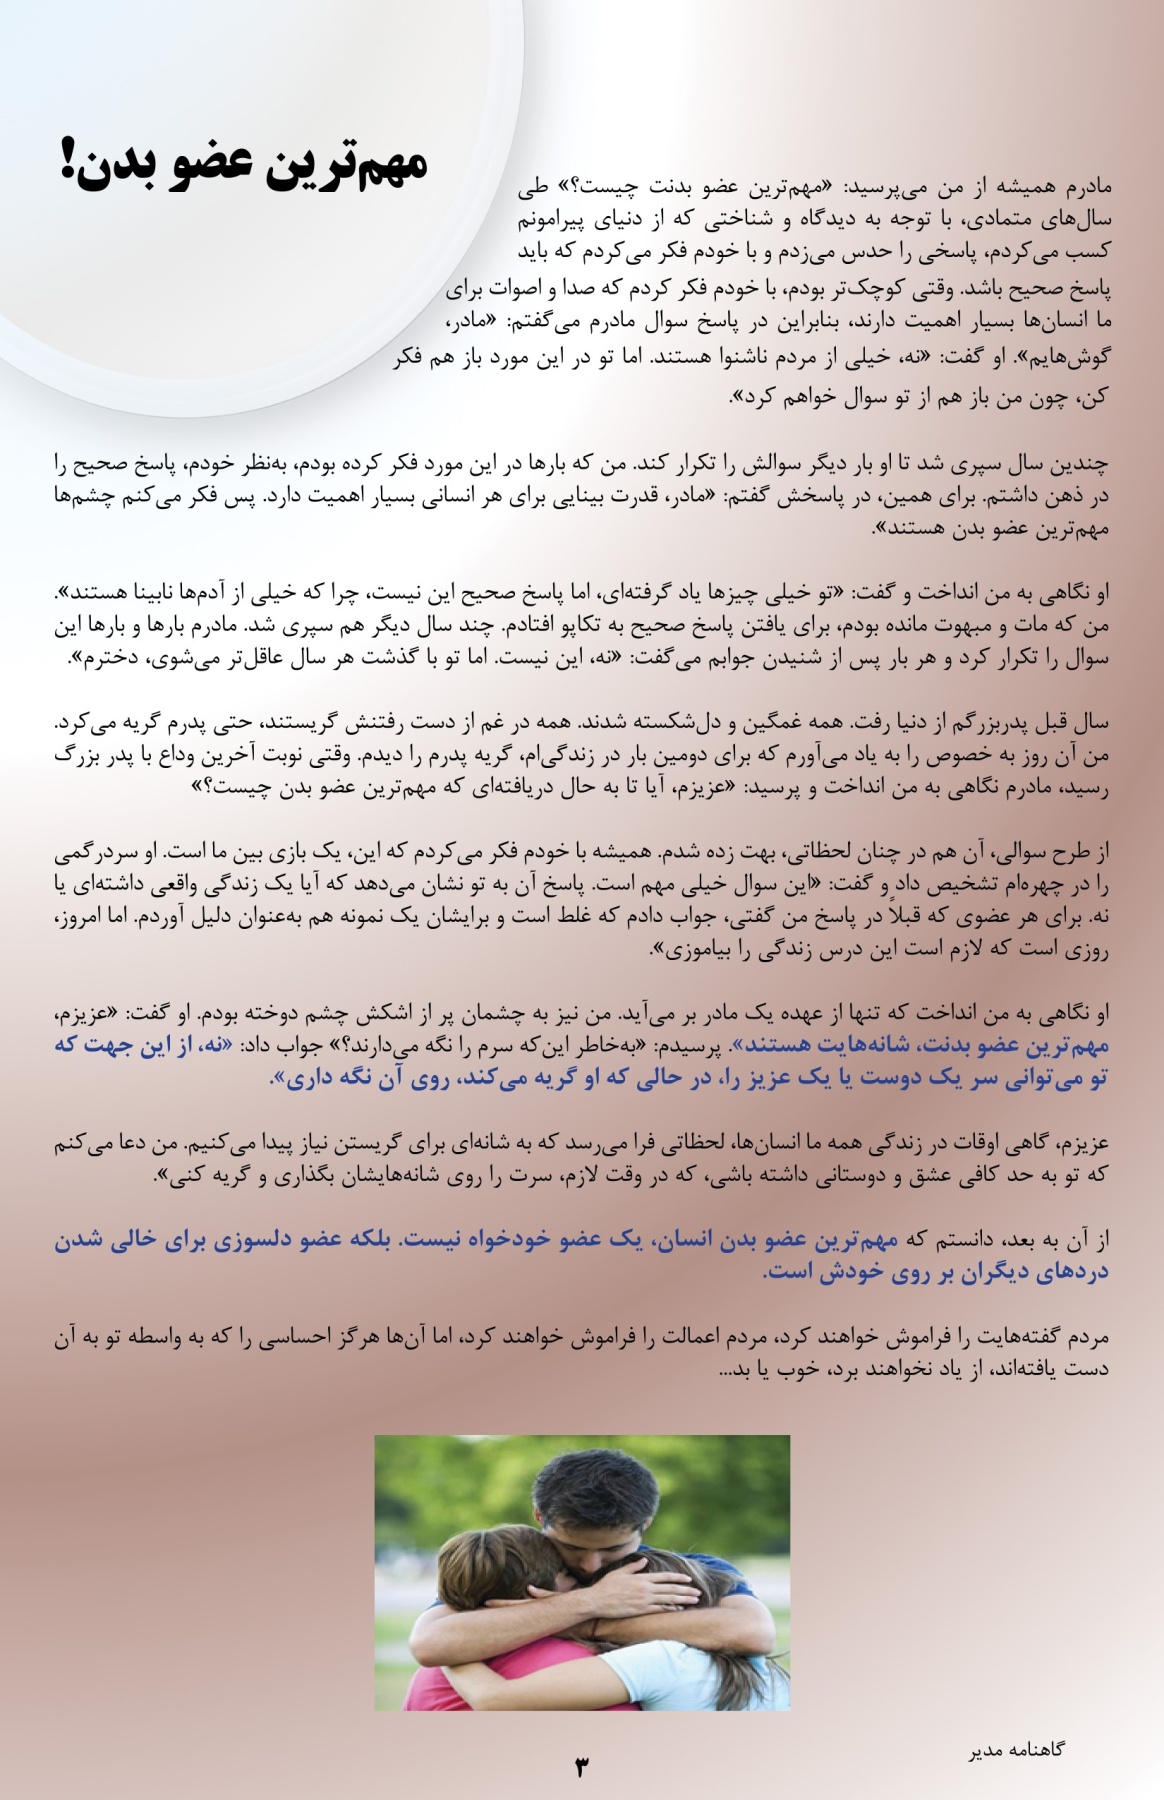 مهم‌ترین عضو بدن!
مادرم همیشه از من می‌پرسید: «مهم‌ترین عضو بدنت چیست؟» طی
سال‌های متمادی، با توجه به دیدگاه و شناختی که از دنیای پیرامونم
کسب می‌کردم، پاسخی را حدس می‌زدم و با خودم فکر می‌کردم که باید
پاسخ صحیح باشد. وقتی کوچک‌تر بودم، با خودم فکر کردم که صدا و اصوات برای
ما انسان‌ها بسیار اهمیت دارند، بنابراین در پاسخ سوال مادرم می‌گفتم: «مادر،
گوش‌هایم». او گفت: «نه، خیلی از مردم ناشنوا هستند. اما تو در این مورد باز هم فکر
کن، چون من باز هم از تو سوال خواهم کرد».
چندین سال سپری شد تا او بار دیگر سوالش را تکرار کند. من که بارها در این مورد فکر کرده بودم، به‌نظر خودم، پاسخ صحیح را
در ذهن داشتم. برای همین، در پاسخش گفتم: «مادر، قدرت بینایی برای هر انسانی بسیار اهمیت دارد. پس فکر می‌کنم چشم‌ها
مهم‌ترین عضو بدن هستند».
او نگاهی به من انداخت و گفت: «تو خیلی چیزها یاد گرفته‌ای، اما پاسخ صحیح این نیست، چرا که خیلی از آدم‌ها نابینا هستند».
من که مات و مبهوت مانده بودم، برای یافتن پاسخ صحیح به تکاپو افتادم. چند سال دیگر هم سپری شد. مادرم بارها و بارها این
سوال را تکرار کرد و هر بار پس از شنیدن جوابم می‌گفت: «نه، این نیست. اما تو با گذشت هر سال عاقل‌تر می‌شوی، دخترم».
سال قبل پدربزرگم از دنیا رفت. همه غمگین و دل‌شکسته شدند. همه در غم از دست رفتنش گریستند، حتی پدرم گریه می‌کرد.
من آن روز به خصوص را به یاد می‌آورم که برای دومین بار در زندگی‌ام، گریه پدرم را دیدم. وقتی نوبت آخرین وداع با پدر بزرگ
رسید، مادرم نگاهی به من انداخت و پرسید: «عزیزم، آیا تا به حال دریافته‌ای که مهم‌ترین عضو بدن چیست؟»
از طرح سوالی، آن هم در چنان لحظاتی، بهت زده شدم. همیشه با خودم فکر می‌کردم که این، یک بازی بین ما است. او سردرگمی
را در چهره‌ام تشخیص داد و گفت: «این سوال خیلی مهم است. پاسخ آن به تو نشان می‌دهد که آیا یک زندگی واقعی داشته‌ای یا
نه. برای هر عضوی که قبلاً در پاسخ من گفتی، جواب دادم که غلط است و برایشان یک نمونه هم به‌عنوان دلیل آوردم. اما امروز،
روزی است که لازم است این درس زندگی را بیاموزی».
او نگاهی به من انداخت که تنها از عهده یک مادر بر می‌آید. من نیز به چشمان پر از اشکش چشم دوخته بودم. او گفت: «عزیزم،
مهم‌ترین عضو بدنت، شانه‌هایت هستند». پرسیدم: «به‌خاطر این‌که سرم را نگه می‌دارند؟» جواب داد: «نه، از این جهت که
تو می‌توانی سر یک دوست یا یک عزیز را، در حالی که او گریه می‌کند، روی آن نگه داری».
عزیزم، گاهی اوقات در زندگی همه ما انسان‌ها، لحظاتی فرا می‌رسد که به شانه‌ای برای گریستن نیاز پیدا می‌کنیم. من دعا می‌کنم
که تو به حد کافی عشق و دوستانی داشته باشی، که در وقت لازم، سرت را روی شانه‌هایشان بگذاری و گریه کنی».
از آن به بعد، دانستم که مهم‌ترین عضو بدن انسان، یک عضو خودخواه نیست. بلکه عضو دلسوزی برای خالی شدن
دردهای دیگران بر روی خودش است.
مردم گفته‌هایت را فراموش خواهند کرد، مردم اعمالت را فراموش خواهند کرد، اما آن‌ها هرگز احساسی را که به واسطه تو به آن
دست یافته‌اند، از یاد نخواهند برد، خوب یا بد...
گاهنامه مدیر
۳